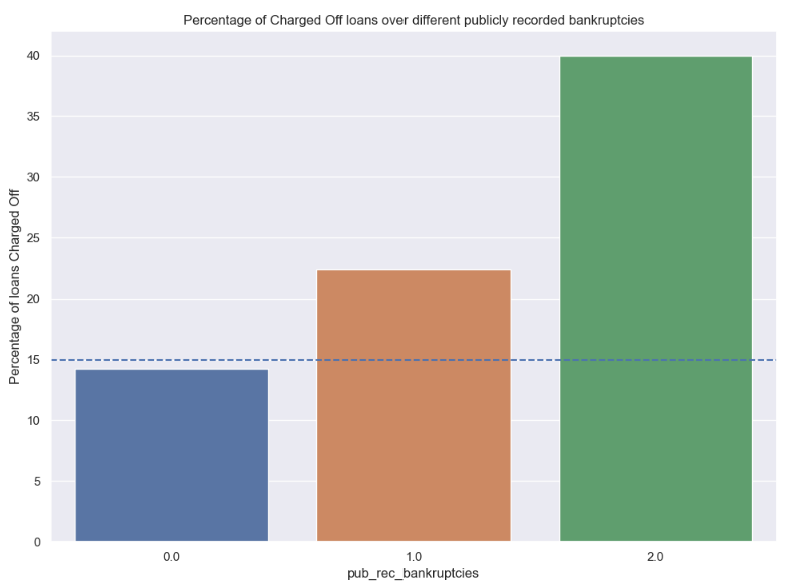 Percentage of Charged Off loans over different publicly recorded bankruptcies
Percentage of loans Charged Off
40
35
30
25
20
15
10
5
0
0.0 1.0 2.0
pub_rec_bankruptcies